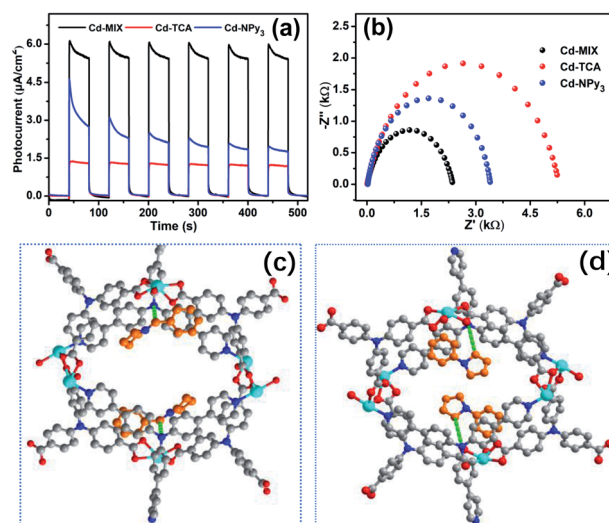 Cd-MIX Cd-TCA Cd-NPy₃
(a)
Photocurrent (μA/cm²)
6.0
4.5
3.0
1.5
0.0
0 100 200 300 400 500
Time (s)
(b)
Cd-MIX
Cd-TCA
Cd-NPy₃
-Z'' (kΩ)
2.5
2.0
1.5
1.0
0.5
0
0.0 1.5 3.0 4.5 6.0
Z' (kΩ)
(c)
(d)